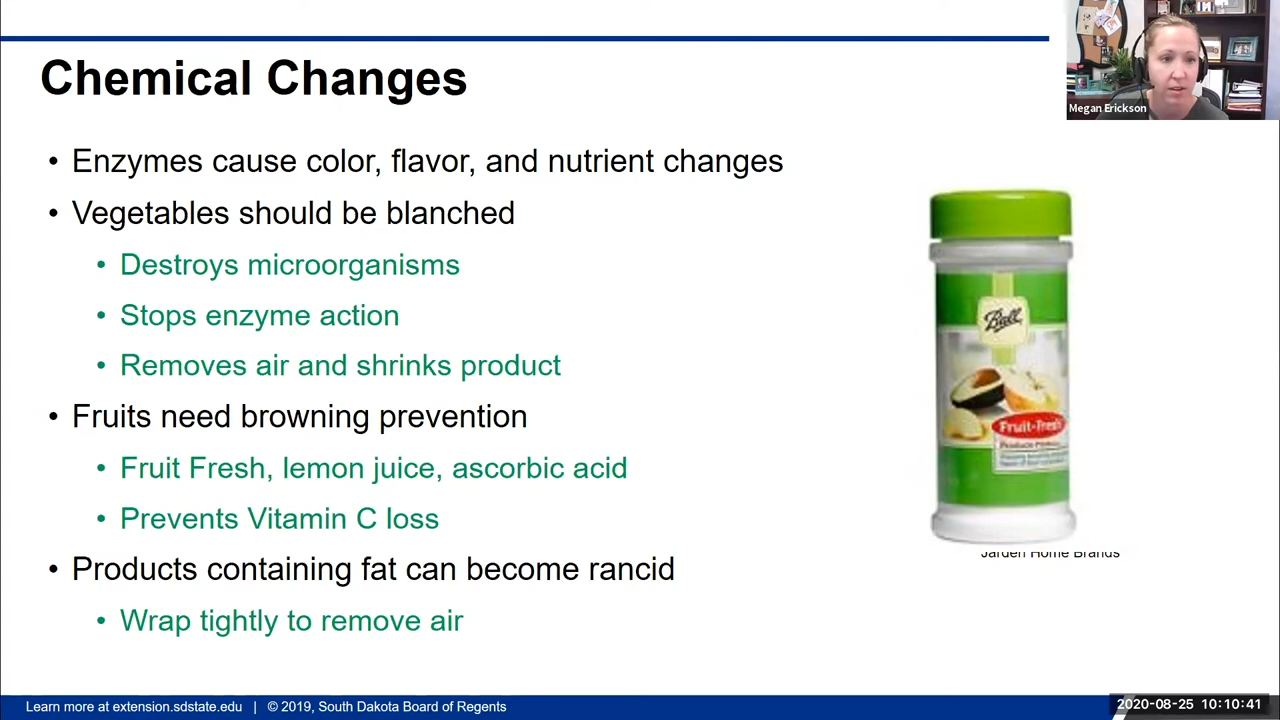 Chemical Changes
Megan Erickson
• Enzymes cause color, flavor, and nutrient changes
• Vegetables should be blanched
• Destroys microorganisms
• Stops enzyme action
• Removes air and shrinks product
• Fruits need browning prevention
• Fruit Fresh, lemon juice, ascorbic acid
• Prevents Vitamin C loss
• Products containing fat can become rancid
• Wrap tightly to remove air
Ball
Fruit-Fresh
Jarden Home Brands
Learn more at extension.sdstate.edu | © 2019, South Dakota Board of Regents
2020-08-25 10:10:41